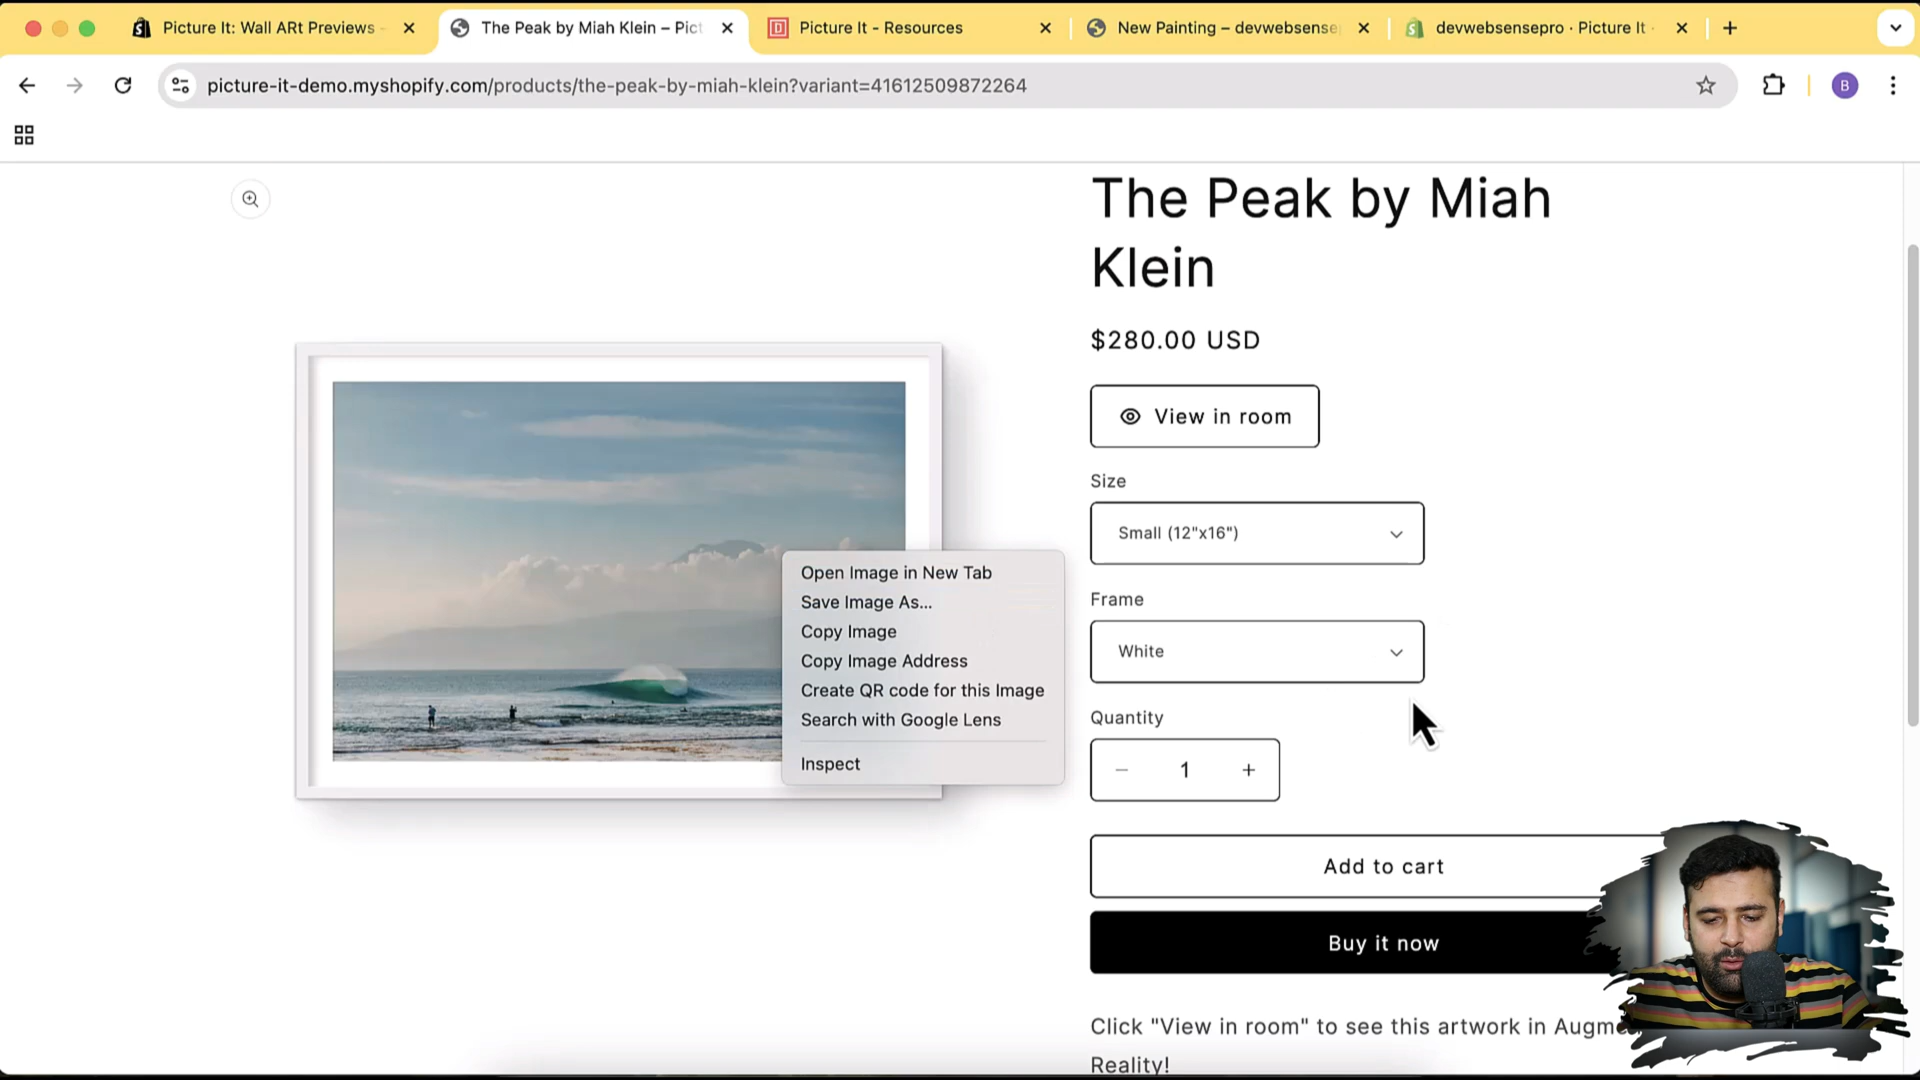 Picture It: Wall ARt Previews -
The Peak by Miah Klein – Pict
Picture It - Resources
New Painting – devwebsense
devwebsensepro · Picture It ·
picture-it-demo.myshopify.com/products/the-peak-by-miah-klein?variant=41612509872264
B
The Peak by Miah
Klein
$280.00 USD
View in room
Size
Small (12"x16")
Frame
White
Quantity
− 1 +
Add to cart
Buy it now
Click "View in room" to see this artwork in Augme
Reality!
Open Image in New Tab
Save Image As...
Copy Image
Copy Image Address
Create QR code for this Image
Search with Google Lens
Inspect